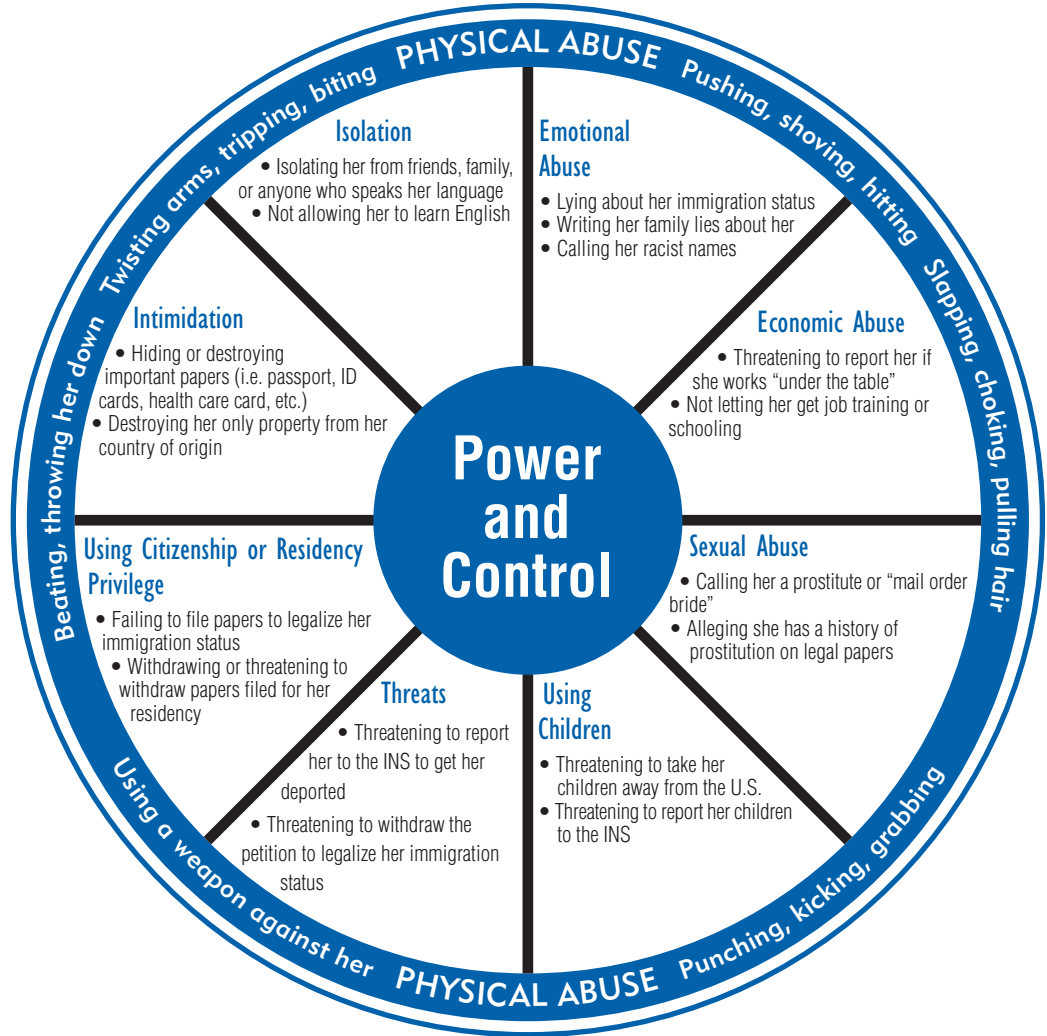 PHYSICAL ABUSE
Pushing, shoving, hitting
Slapping, choking, pulling hair
Punching, kicking, grabbing
PHYSICAL ABUSE
Using a weapon against her
Beating, throwing her down
Twisting arms, tripping, biting
Isolation
• Isolating her from friends, family,
or anyone who speaks her language
• Not allowing her to learn English
Emotional
Abuse
• Lying about her immigration status
• Writing her family lies about her
• Calling her racist names
Intimidation
• Hiding or destroying
important papers (i.e. passport, ID
cards, health care card, etc.)
• Destroying her only property from her
country of origin
Economic Abuse
• Threatening to report her if
she works “under the table”
• Not letting her get job training or
schooling
Power
and
Control
Using Citizenship or Residency
Privilege
• Failing to file papers to legalize her
immigration status
• Withdrawing or threatening to
withdraw papers filed for her
residency
Sexual Abuse
• Calling her a prostitute or “mail order
bride”
• Alleging she has a history of
prostitution on legal papers
Threats
• Threatening to report
her to the INS to get her
deported
• Threatening to withdraw the
petition to legalize her immigration
status
Using
Children
• Threatening to take her
children away from the U.S.
• Threatening to report her children
to the INS